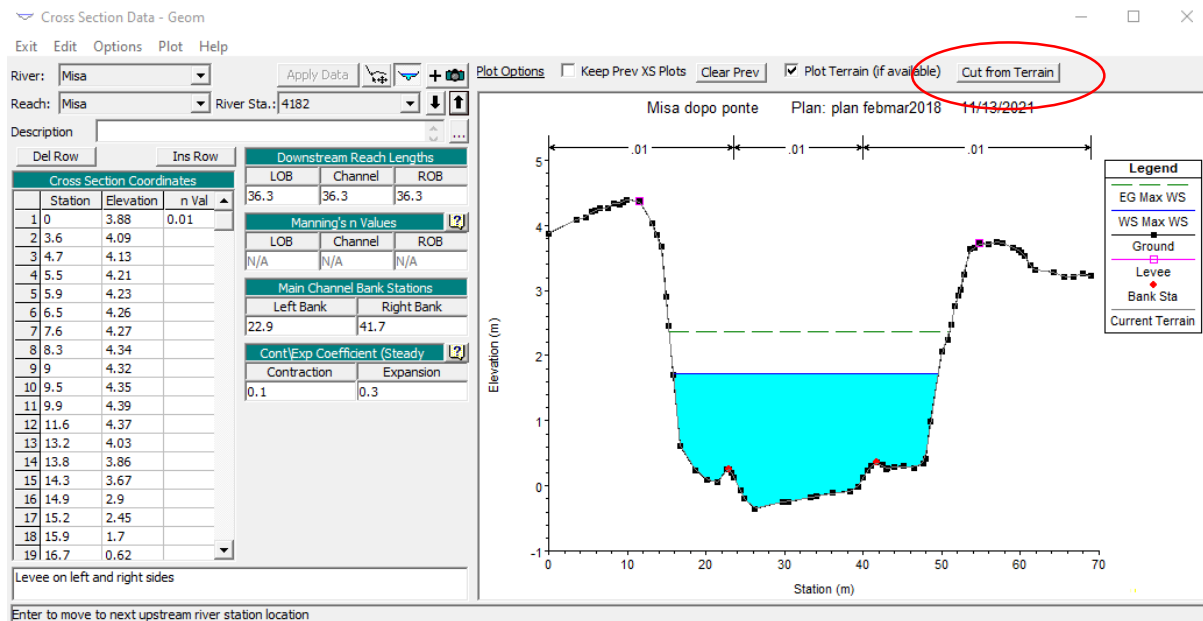 Cross Section Data - Geom
Exit Edit Options Plot Help
River: Misa Apply Data + Plot Options Keep Prev XS Plots Clear Prev Plot Terrain (if available) Cut from Terrain
Reach: Misa River Sta.: 4182
Description ...
Del Row Ins Row
Cross Section Coordinates
Station Elevation n Val
1 0 3.88 0.01
2 3.6 4.09
3 4.7 4.13
4 5.5 4.21
5 5.9 4.23
6 6.5 4.26
7 7.6 4.27
8 8.3 4.34
9 9 4.32
10 9.5 4.35
11 9.9 4.39
12 11.6 4.37
13 13.2 4.03
14 13.8 3.86
15 14.3 3.67
16 14.9 2.9
17 15.2 2.45
18 15.9 1.7
19 16.7 0.62
Downstream Reach Lengths
LOB Channel ROB
36.3 36.3 36.3
Manning's n Values ?
LOB Channel ROB
N/A N/A N/A
Main Channel Bank Stations
Left Bank Right Bank
22.9 41.7
Cont\Exp Coefficient (Steady ?
Contraction Expansion
0.1 0.3
Misa dopo ponte Plan: plan febmar2018 11/13/2021
.01 .01 .01
Elevation (m)
5
4
3
2
1
0
-1
0 10 20 30 40 50 60 70
Station (m)
Legend
EG Max WS
WS Max WS
Ground
Levee
Bank Sta
Current Terrain
Levee on left and right sides
Enter to move to next upstream river station location